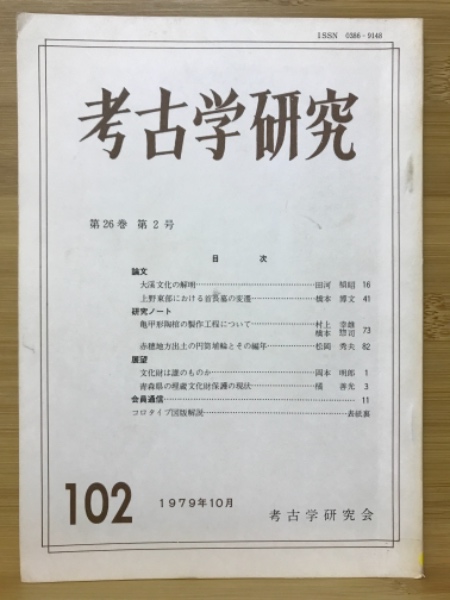 ISSN 0386-9148
考古学研究
第26巻 第2号
目 次
論文
大溪文化の解明……田河 禎昭 16
上野東部における首長墓の変遷……橋本 博文 41
研究ノート
亀甲形陶棺の製作工程について……村上 幸雄
橋本 惣司 73
赤穂地方出土の円筒埴輪とその編年……松岡 秀夫 82
展望
文化財は誰のものか……岡本 明郎 1
青森県の埋蔵文化財保護の現状……橘 善光 3
会員通信……11
コロタイプ図版解説……表紙裏
102
1979年10月
考古学研究会